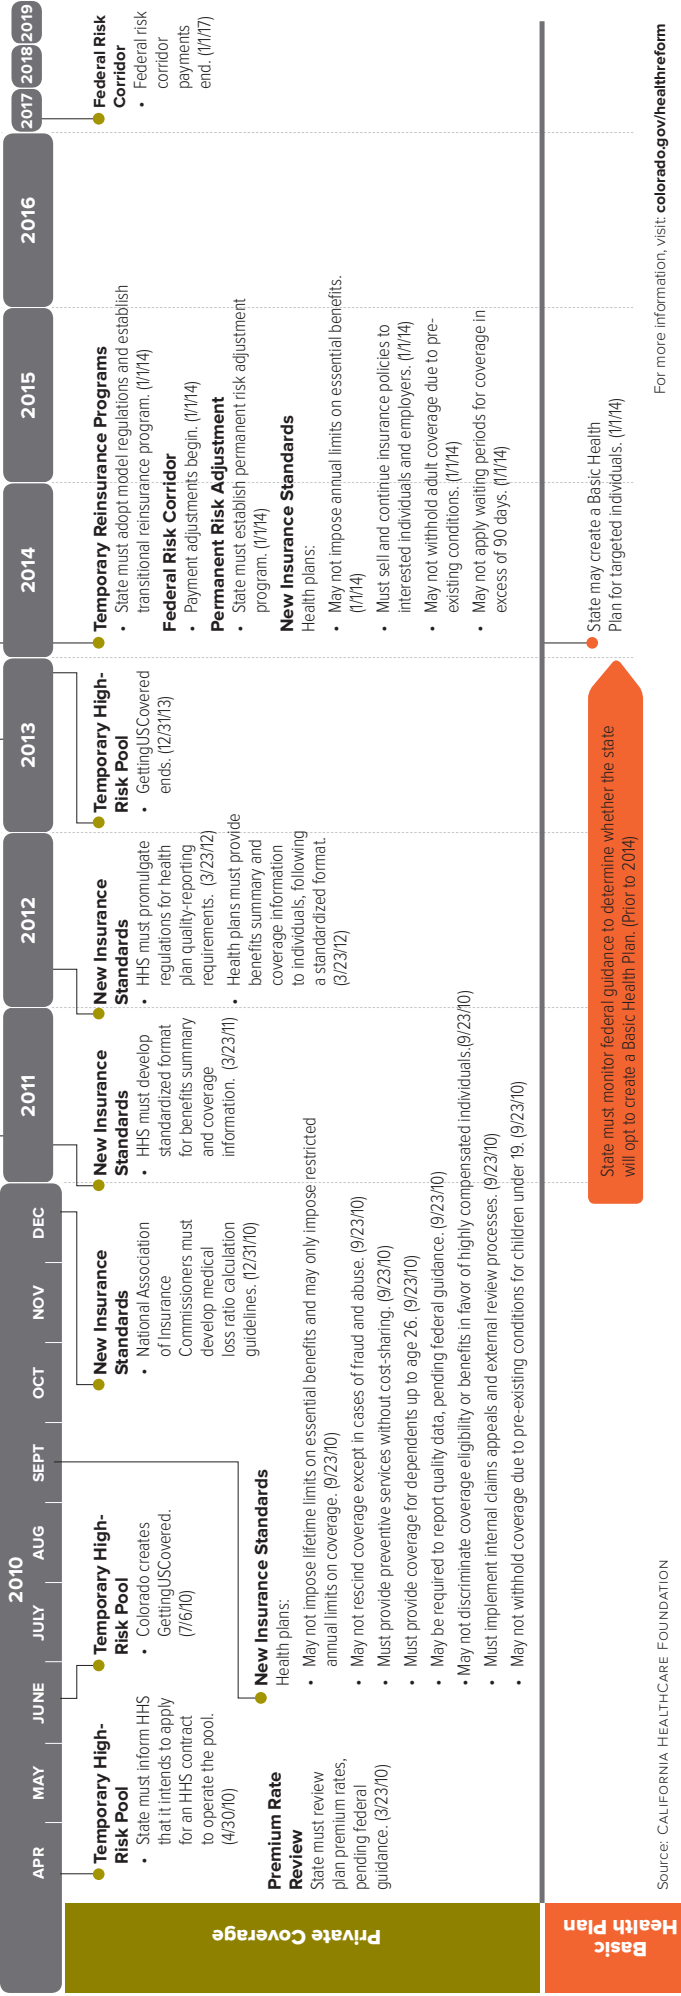 2010
APR
MAY
JUNE
JULY
AUG
SEPT
OCT
NOV
DEC
2011
2012
2013
2014
2015
2016
2017
2018
2019
Private Coverage
Temporary High-
Risk Pool
• State must inform HHS
that it intends to apply
for an HHS contract
to operate the pool.
(4/30/10)
Premium Rate
Review
State must review
plan premium rates,
pending federal
guidance. (3/23/10)
Temporary High-
Risk Pool
• Colorado creates
GettingUSCovered.
(7/6/10)
New Insurance Standards
Health plans:
• May not impose lifetime limits on essential benefits and may only impose restricted
annual limits on coverage. (9/23/10)
• May not rescind coverage except in cases of fraud and abuse. (9/23/10)
• Must provide preventive services without cost-sharing. (9/23/10)
• Must provide coverage for dependents up to age 26. (9/23/10)
• May be required to report quality data, pending federal guidance. (9/23/10)
• May not discriminate coverage eligibility or benefits in favor of highly compensated individuals.(9/23/10)
• Must implement internal claims appeals and external review processes. (9/23/10)
• May not withhold coverage due to pre-existing conditions for children under 19. (9/23/10)
New Insurance
Standards
• National Association
of Insurance
Commissioners must
develop medical
loss ratio calculation
guidelines. (12/31/10)
New Insurance
Standards
• HHS must develop
standardized format
for benefits summary
and coverage
information. (3/23/11)
New Insurance
Standards
• HHS must promulgate
regulations for health
plan quality-reporting
requirements. (3/23/12)
• Health plans must provide
benefits summary and
coverage information
to individuals, following
a standardized format.
(3/23/12)
Temporary High-
Risk Pool
• GettingUSCovered
ends. (12/31/13)
Temporary Reinsurance Programs
• State must adopt model regulations and establish
transitional reinsurance program. (1/1/14)
Federal Risk Corridor
• Payment adjustments begin. (1/1/14)
Permanent Risk Adjustment
• State must establish permanent risk adjustment
program. (1/1/14)
New Insurance Standards
Health plans:
• May not impose annual limits on essential benefits.
(1/1/14)
• Must sell and continue insurance policies to
interested individuals and employers. (1/1/14)
• May not withhold adult coverage due to pre-
existing conditions. (1/1/14)
• May not apply waiting periods for coverage in
excess of 90 days. (1/1/14)
Federal Risk
Corridor
• Federal risk
corridor
payments
end. (1/1/17)
Basic
Health Plan
State must monitor federal guidance to determine whether the state
will opt to create a Basic Health Plan. (Prior to 2014)
State may create a Basic Health
Plan for targeted individuals. (1/1/14)
Source: CALIFORNIA HEALTHCARE FOUNDATION
For more information, visit: colorado.gov/healthreform